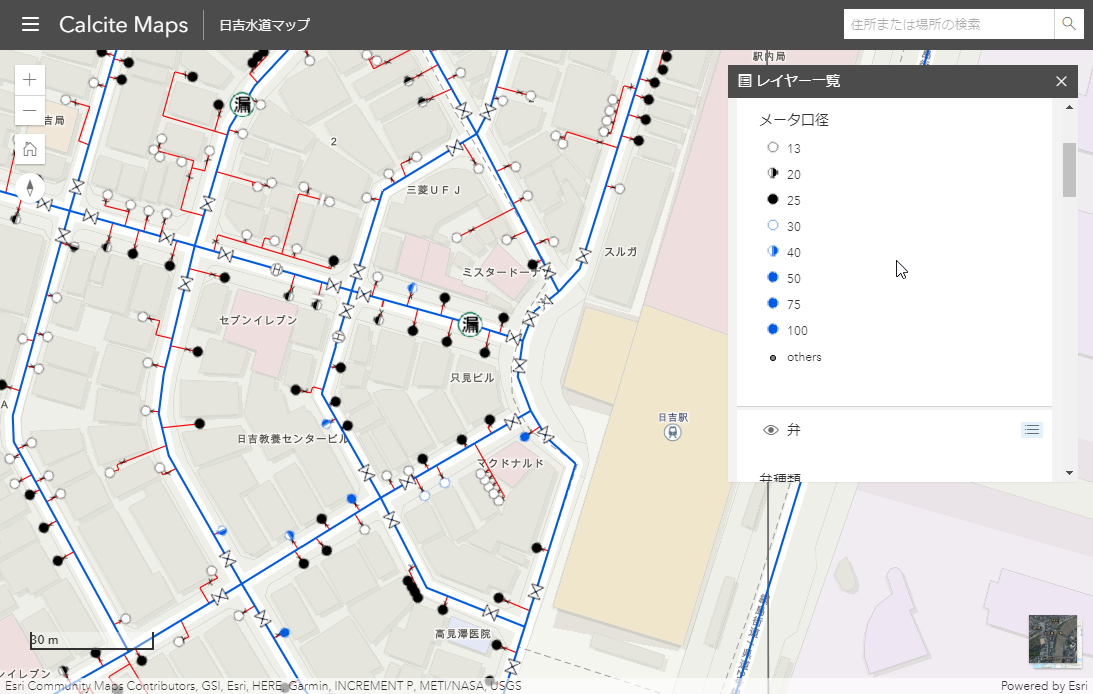 Calcite Maps
日吉水道マップ
住所または場所の検索
駅内局
レイヤー一覧
メータ口径
13
20
25
30
40
50
75
100
others
弁
弁種類
漏
吉局
2
三菱UFJ
スルガ
ミスタードーナ
セブンイレブン
漏
只見ビル
A
日吉駅
日吉教養センタービル
マクドナルド
高見澤医院
30 m
ンイレブン
Esri Community Maps Contributors, GSI, Esri, HERE, Garmin, INCREMENT P, METI/NASA, USGS
Powered by Esri